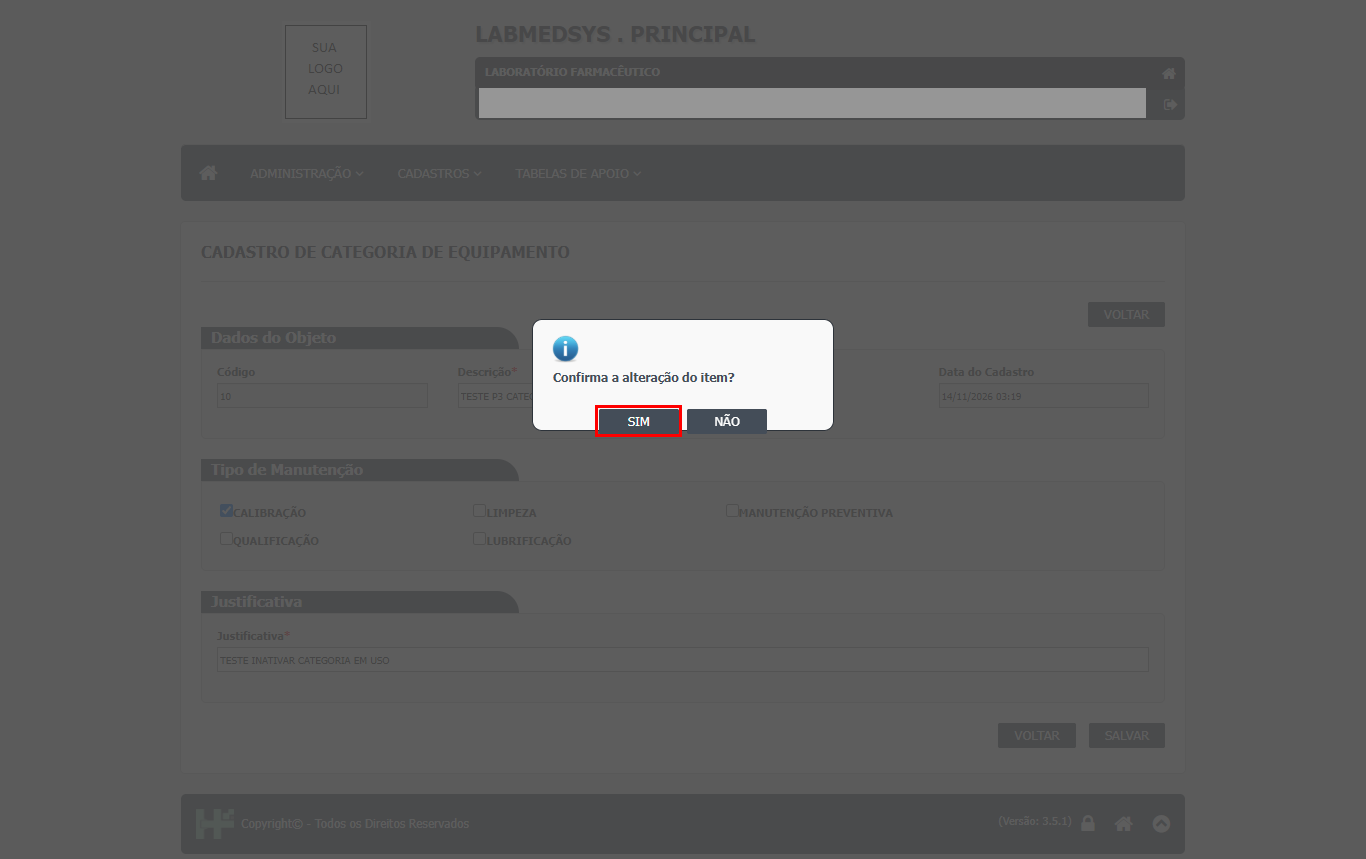 SUA
LOGO
AQUI
LABMEDSYS . PRINCIPAL
LABORATÓRIO FARMACÊUTICO
ADMINISTRAÇÃO
CADASTROS
TABELAS DE APOIO
CADASTRO DE CATEGORIA DE EQUIPAMENTO
VOLTAR
Dados do Objeto
Código
Descrição*
Data do Cadastro
10
TESTE P3
14/11/2026 03:19
Confirma a alteração do item?
SIM
NÃO
Tipo de Manutenção
CALIBRAÇÃO
LIMPEZA
MANUTENÇÃO PREVENTIVA
QUALIFICAÇÃO
LUBRIFICAÇÃO
Justificativa
Justificativa*
TESTE INATIVAR CATEGORIA EM USO
VOLTAR
SALVAR
Copyright© - Todos os Direitos Reservados
(Versão: 3.5.1)